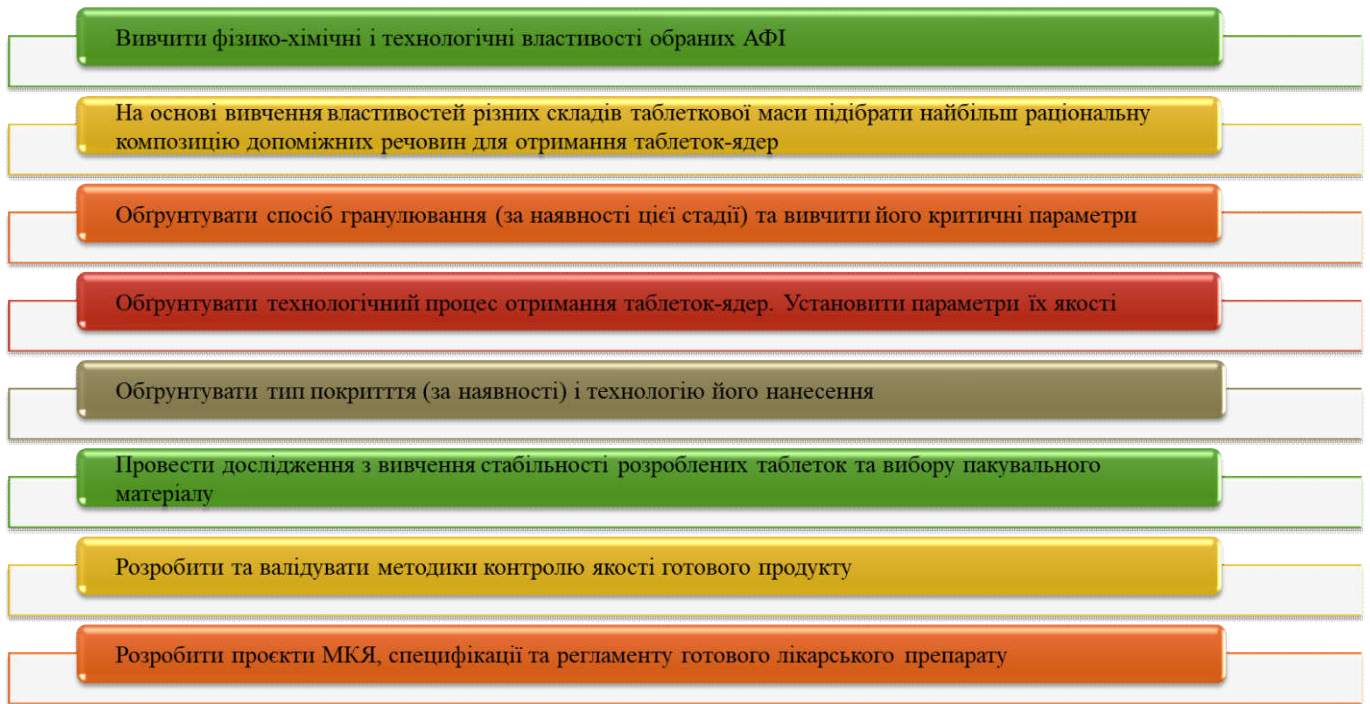 Вивчити фізико-хімічні і технологічні властивості обраних АФІ
На основі вивчення властивостей різних складів таблеткової маси підібрати найбільш раціональну
композицію допоміжних речовин для отримання таблеток-ядер
Обґрунтувати спосіб гранулювання (за наявності цієї стадії) та вивчити його критичні параметри
Обґрунтувати технологічний процес отримання таблеток-ядер. Установити параметри їх якості
Обґрунтувати тип покритття (за наявності) і технологію його нанесення
Провести дослідження з вивчення стабільності розроблених таблеток та вибору пакувального
матеріалу
Розробити та валідувати методики контролю якості готового продукту
Розробити проєкти МКЯ, специфікації та регламенту готового лікарського препарату